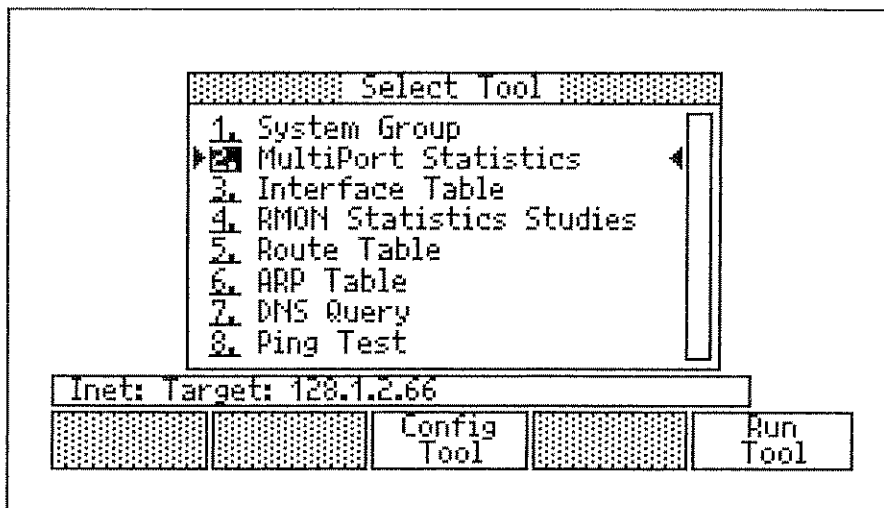 Select Tool
1. System Group
2. MultiPort Statistics
3. Interface Table
4. RMON Statistics Studies
5. Route Table
6. ARP Table
7. DNS Query
8. Ping Test
Inet: Target: 128.1.2.66
Config
Tool
Run
Tool